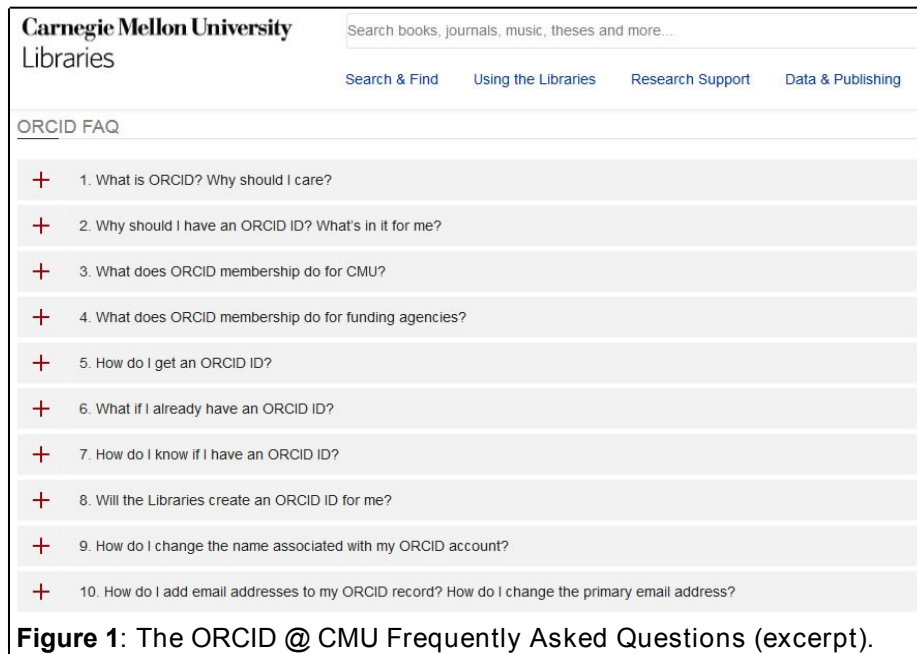 Carnegie Mellon University
Libraries
Search books, journals, music, theses and more...
Search & Find Using the Libraries Research Support Data & Publishing
ORCID FAQ
+ 1. What is ORCID? Why should I care?
+ 2. Why should I have an ORCID ID? What's in it for me?
+ 3. What does ORCID membership do for CMU?
+ 4. What does ORCID membership do for funding agencies?
+ 5. How do I get an ORCID ID?
+ 6. What if I already have an ORCID ID?
+ 7. How do I know if I have an ORCID ID?
+ 8. Will the Libraries create an ORCID ID for me?
+ 9. How do I change the name associated with my ORCID account?
+ 10. How do I add email addresses to my ORCID record? How do I change the primary email address?
Figure 1: The ORCID @ CMU Frequently Asked Questions (excerpt).